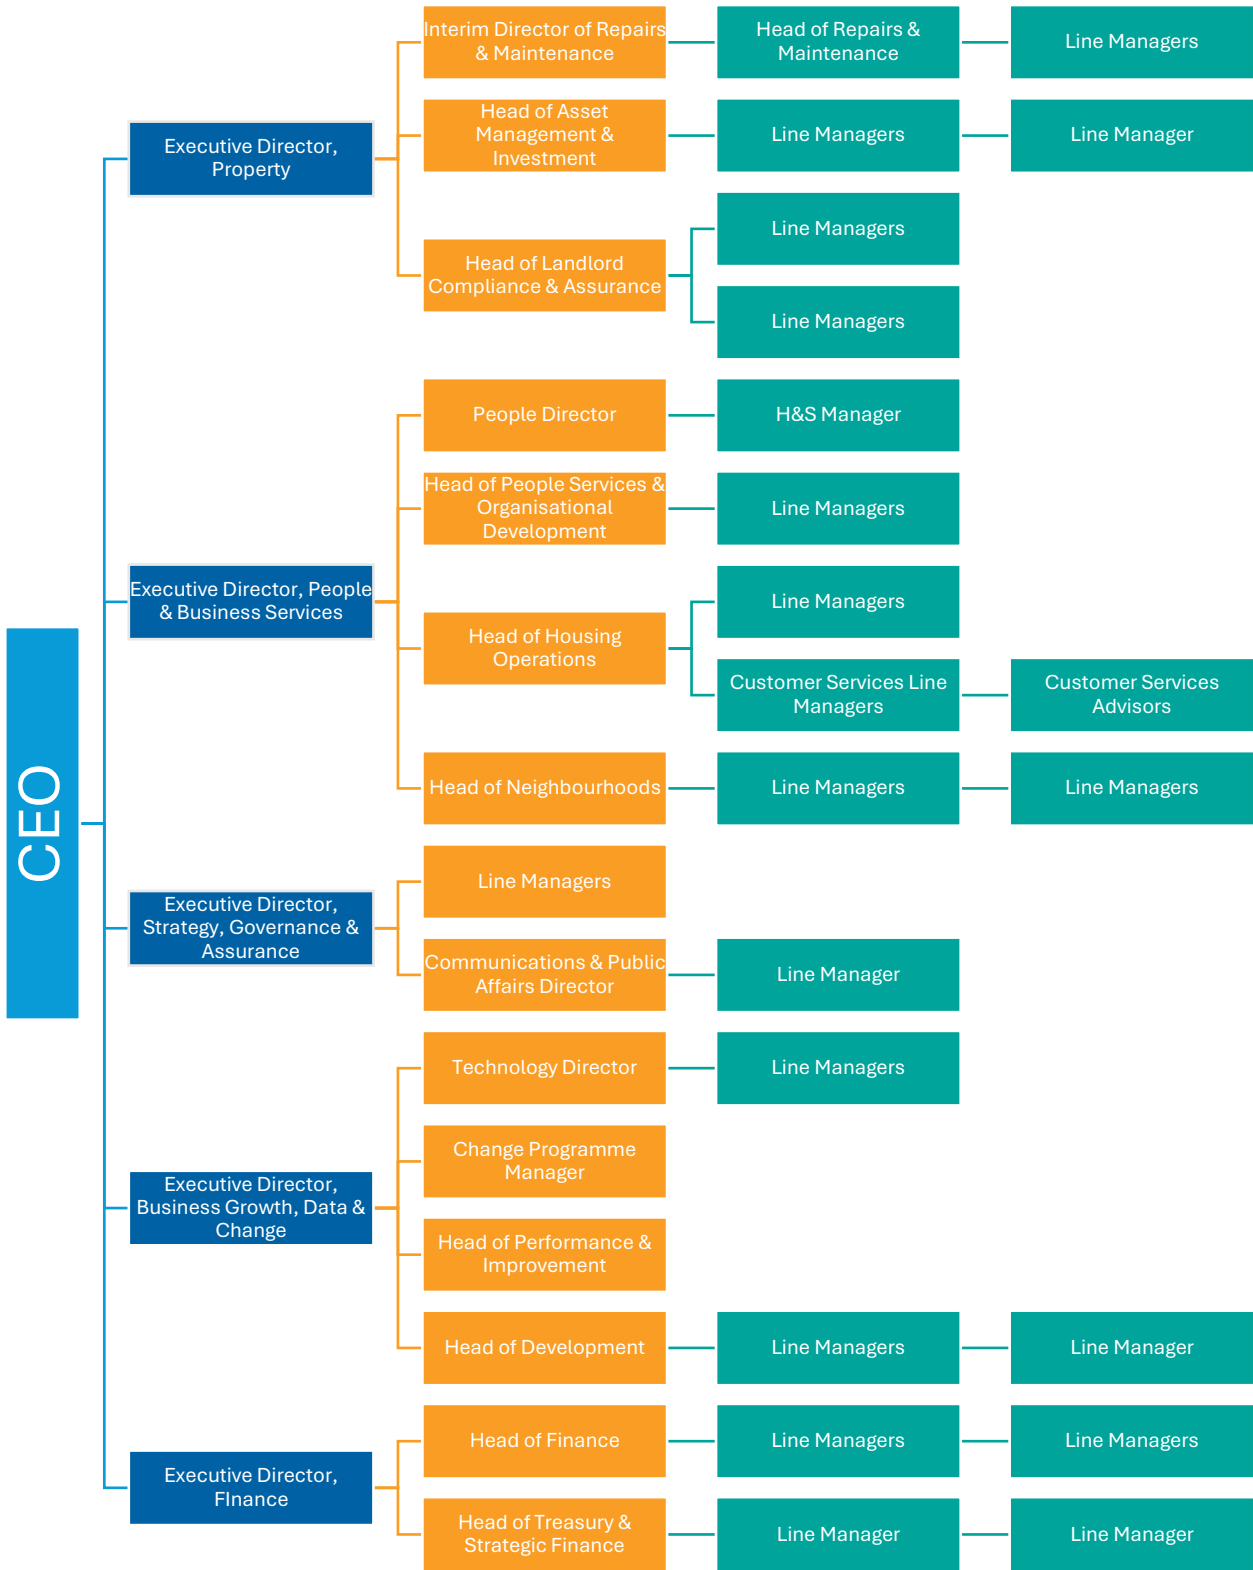 CEO
Executive Director,
Property
Interim Director of Repairs
& Maintenance
Head of Repairs &
Maintenance
Line Managers
Head of Asset
Management &
Investment
Line Managers
Line Manager
Head of Landlord
Compliance & Assurance
Line Managers
Line Managers
Executive Director, People
& Business Services
People Director
H&S Manager
Head of People Services &
Organisational
Development
Line Managers
Head of Housing
Operations
Line Managers
Customer Services Line
Managers
Customer Services
Advisors
Head of Neighbourhoods
Line Managers
Line Managers
Executive Director,
Strategy, Governance &
Assurance
Line Managers
Communications & Public
Affairs Director
Line Manager
Executive Director,
Business Growth, Data &
Change
Technology Director
Line Managers
Change Programme
Manager
Head of Performance &
Improvement
Head of Development
Line Managers
Line Manager
Executive Director,
FInance
Head of Finance
Line Managers
Line Managers
Head of Treasury &
Strategic Finance
Line Manager
Line Manager